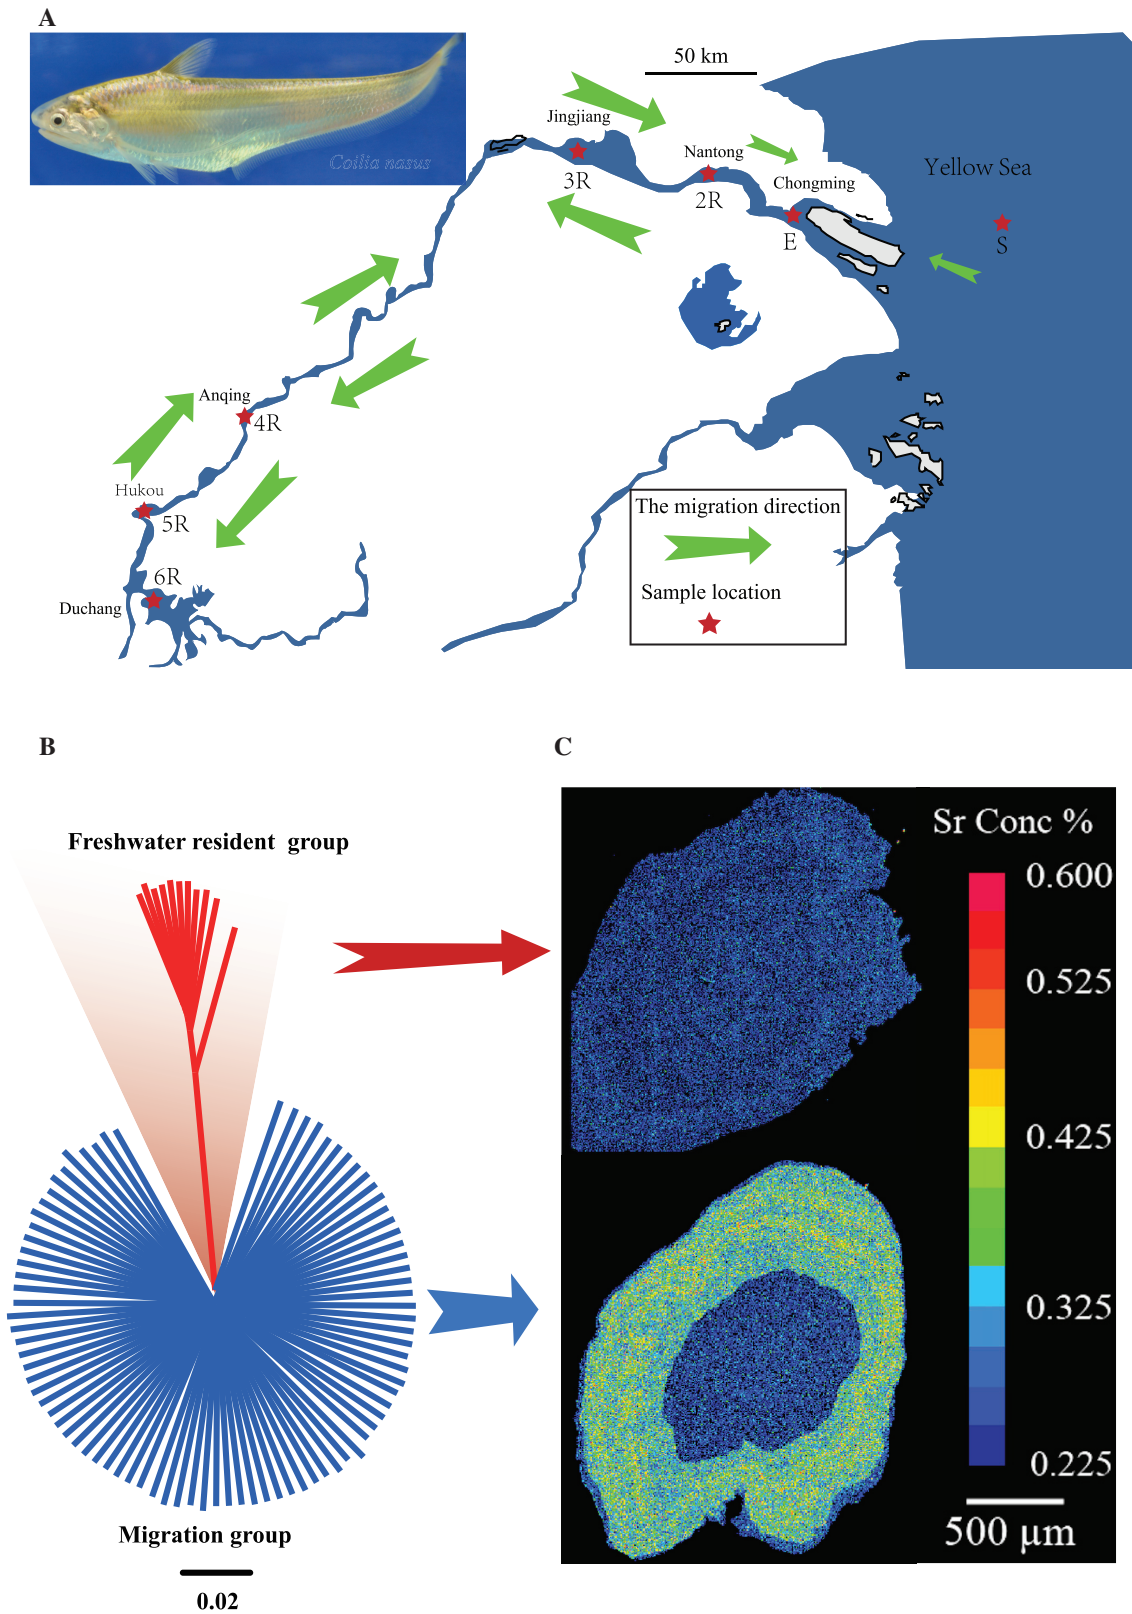 A
50 km
Coilia nasus
Jingjiang
Nantong
Chongming
Yellow Sea
3R
2R
E
S
Anqing
4R
Hukou
5R
6R
Duchang
The migration direction
Sample location
B
C
Freshwater resident group
Sr Conc %
0.600
0.525
0.425
0.325
0.225
500 µm
Migration group
0.02